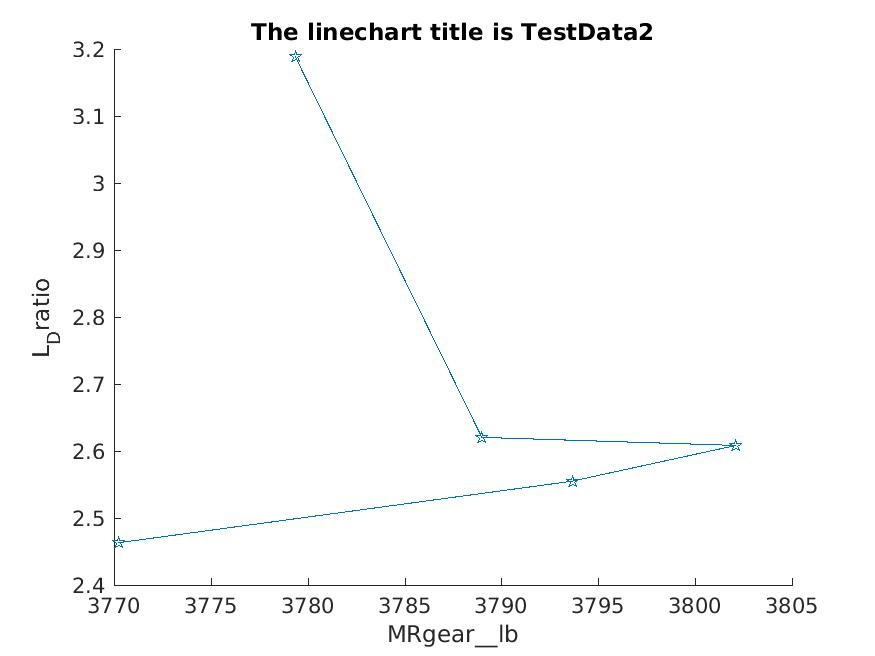 The linechart title is TestData2
3.2
3.1
3
2.9
2.8
2.7
2.6
2.5
2.4
L_Dratio
3770 3775 3780 3785 3790 3795 3800 3805
MRgear__lb